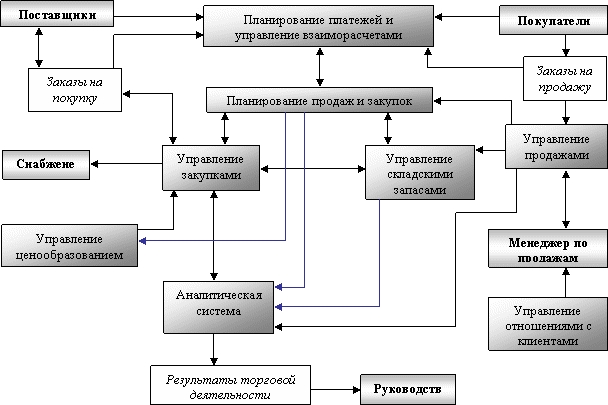 Поставщики
Планирование платежей и
управление взаиморасчетами
Покупатели
Заказы на
покупку
Заказы на
продажу
Планирование продаж и закупок
Снабжене
Управление
закупками
Управление
складскими
запасами
Управление
продажами
Управление
ценообразованием
Менеджер по
продажам
Аналитическая
система
Управление
отношениями с
клиентами
Результаты торговой
деятельности
Руководств